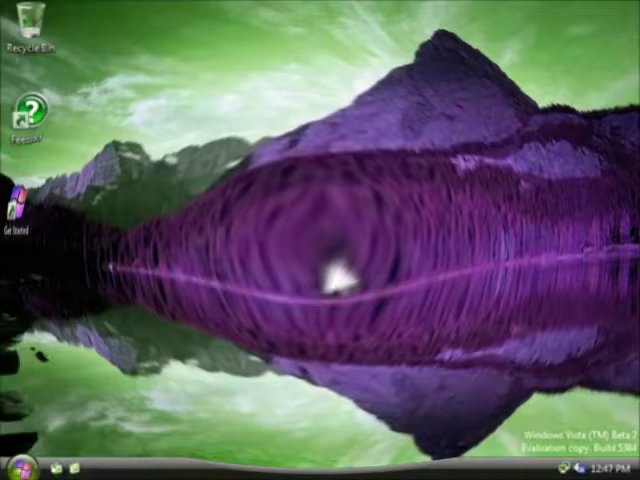 Recycle Bin
Feedback
Get Started
Windows Vista (TM) Beta 2
Evaluation copy. Build 5384
12:47 PM